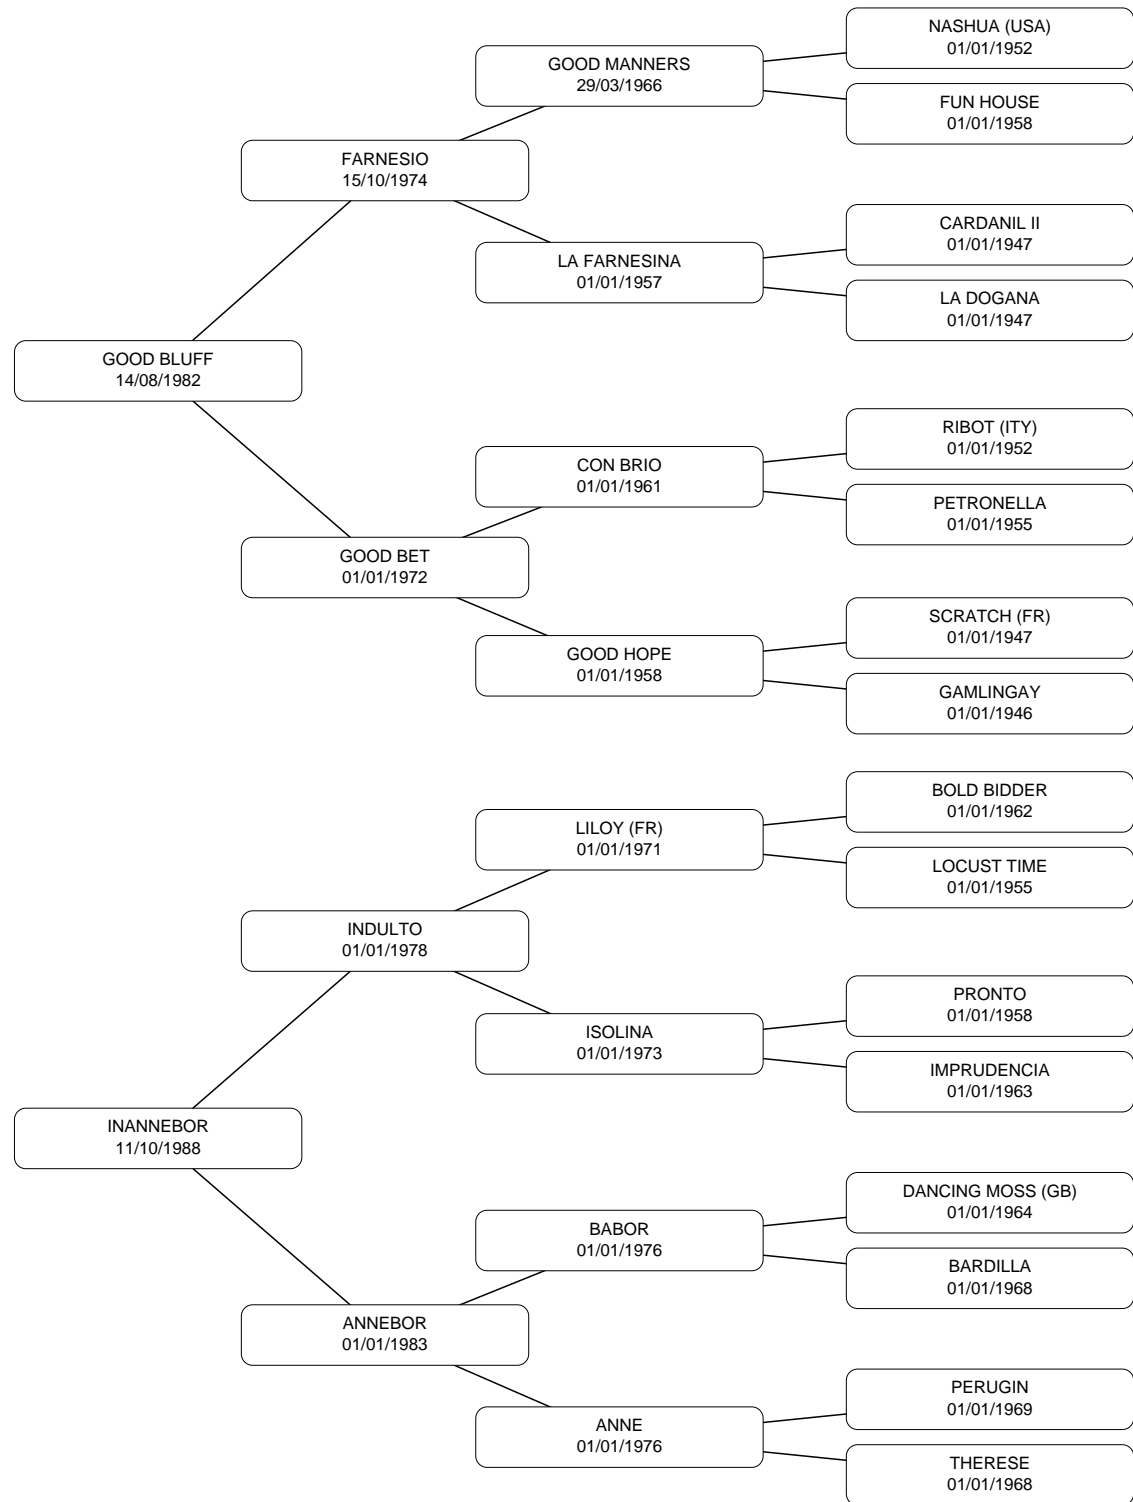 NASHUA (USA)
01/01/1952
GOOD MANNERS
29/03/1966
FUN HOUSE
01/01/1958
FARNESIO
15/10/1974
CARDANIL II
01/01/1947
LA FARNESINA
01/01/1957
LA DOGANA
01/01/1947
GOOD BLUFF
14/08/1982
RIBOT (ITY)
01/01/1952
CON BRIO
01/01/1961
PETRONELLA
01/01/1955
GOOD BET
01/01/1972
SCRATCH (FR)
01/01/1947
GOOD HOPE
01/01/1958
GAMLINGAY
01/01/1946
BOLD BIDDER
01/01/1962
LILOY (FR)
01/01/1971
LOCUST TIME
01/01/1955
INDULTO
01/01/1978
PRONTO
01/01/1958
ISOLINA
01/01/1973
IMPRUDENCIA
01/01/1963
INANNEBOR
11/10/1988
DANCING MOSS (GB)
01/01/1964
BABOR
01/01/1976
BARDILLA
01/01/1968
ANNEBOR
01/01/1983
PERUGIN
01/01/1969
ANNE
01/01/1976
THERESE
01/01/1968